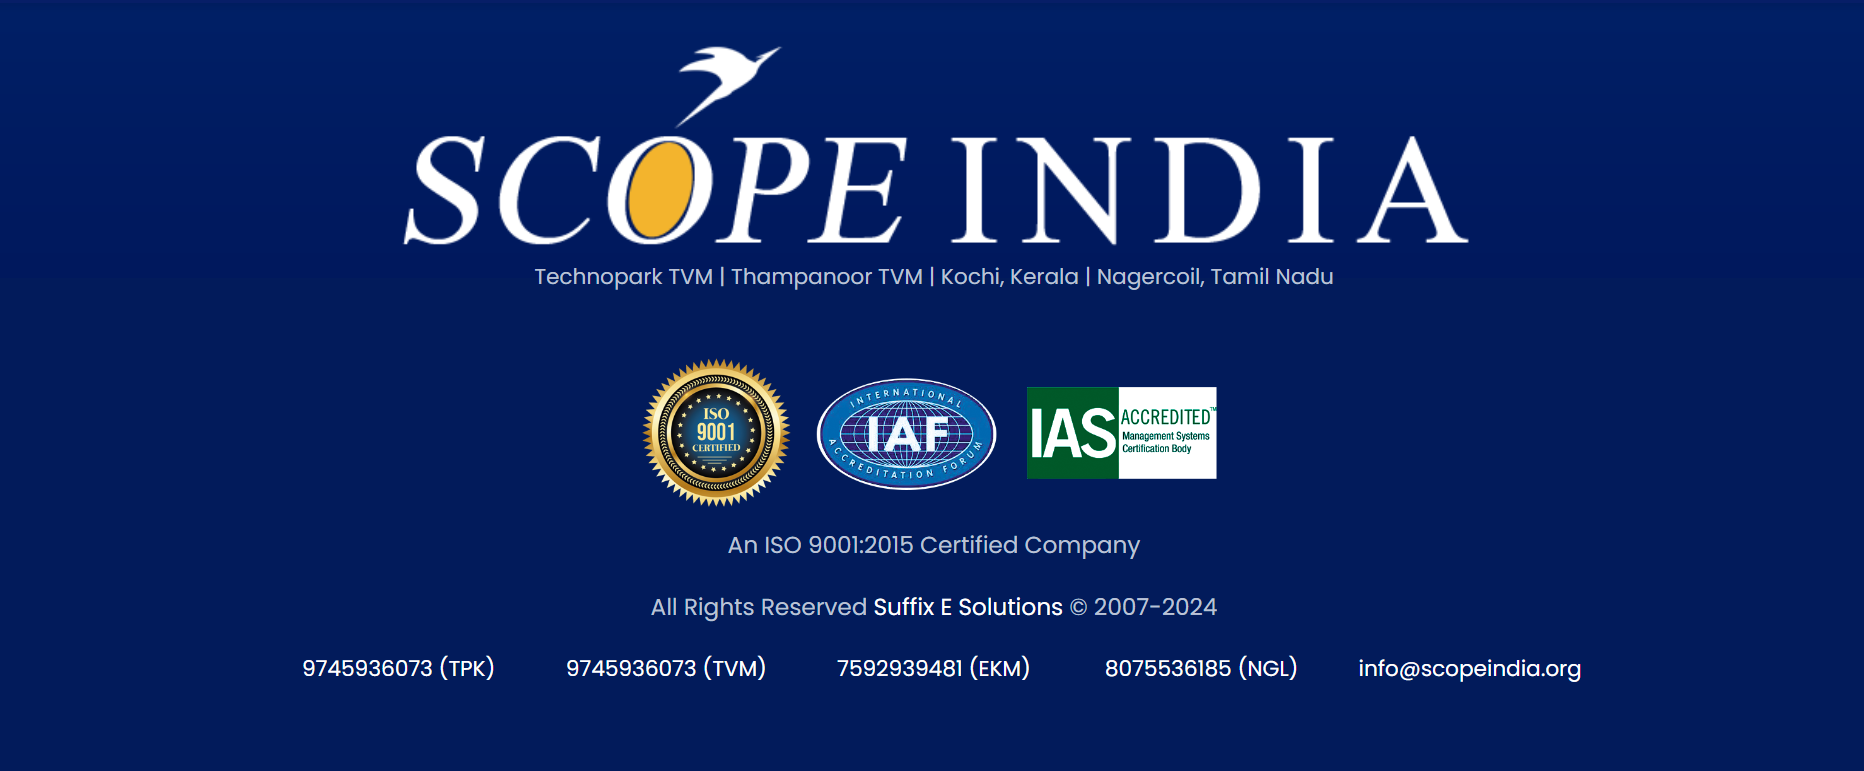 SCOPE INDIA
Technopark TVM | Thampanoor TVM | Kochi, Kerala | Nagercoil, Tamil Nadu
ISO
9001
CERTIFIED
INTERNATIONAL
IAF
ACCREDITATION FORUM
IAS
ACCREDITED™
Management Systems
Certification Body
An ISO 9001:2015 Certified Company
All Rights Reserved Suffix E Solutions © 2007-2024
9745936073 (TPK) 9745936073 (TVM) 7592939481 (EKM) 8075536185 (NGL) info@scopeindia.org